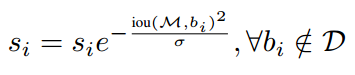 $s_i = s_i e^{-\frac{\mathrm{iou}(\mathcal{M}, b_i)^2}{\sigma}}, \forall b_i \notin \mathcal{D}$